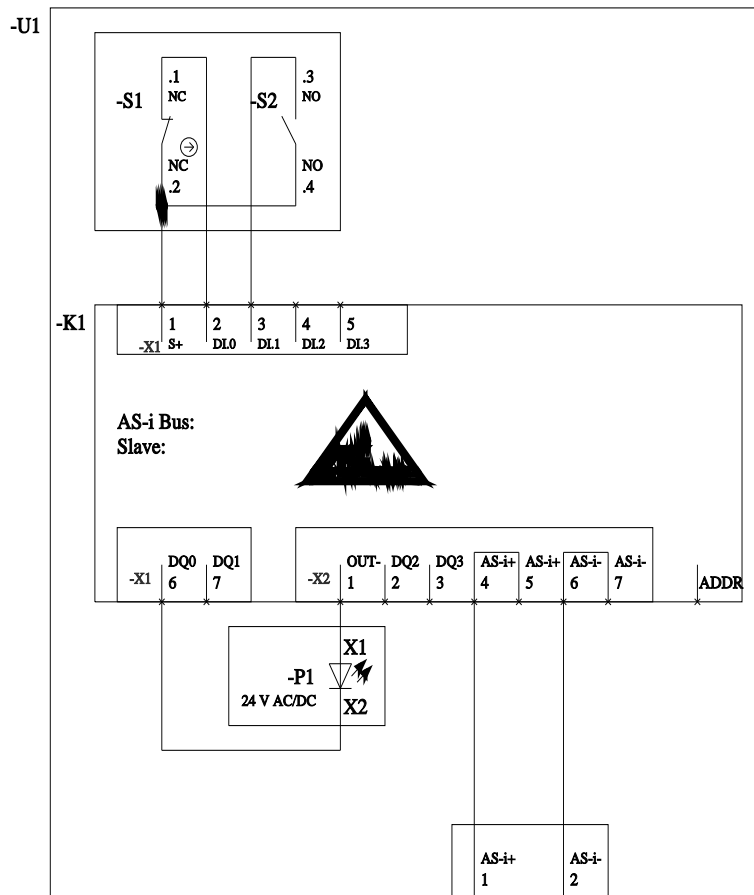 -U1
.1
NC
-S1
NC
.2
.3
NO
-S2
NO
.4
-K1
-X1
1 2 3 4 5
S+ DI.0 DI.1 DI.2 DI.3
AS-i Bus:
Slave:
-X1
DQ0 DQ1
6 7
-X2
OUT- DQ2 DQ3 AS-i+ AS-i+ AS-i- AS-i-
1 2 3 4 5 6 7
ADDR
X1
-P1
24 V AC/DC
X2
AS-i+ AS-i-
1 2